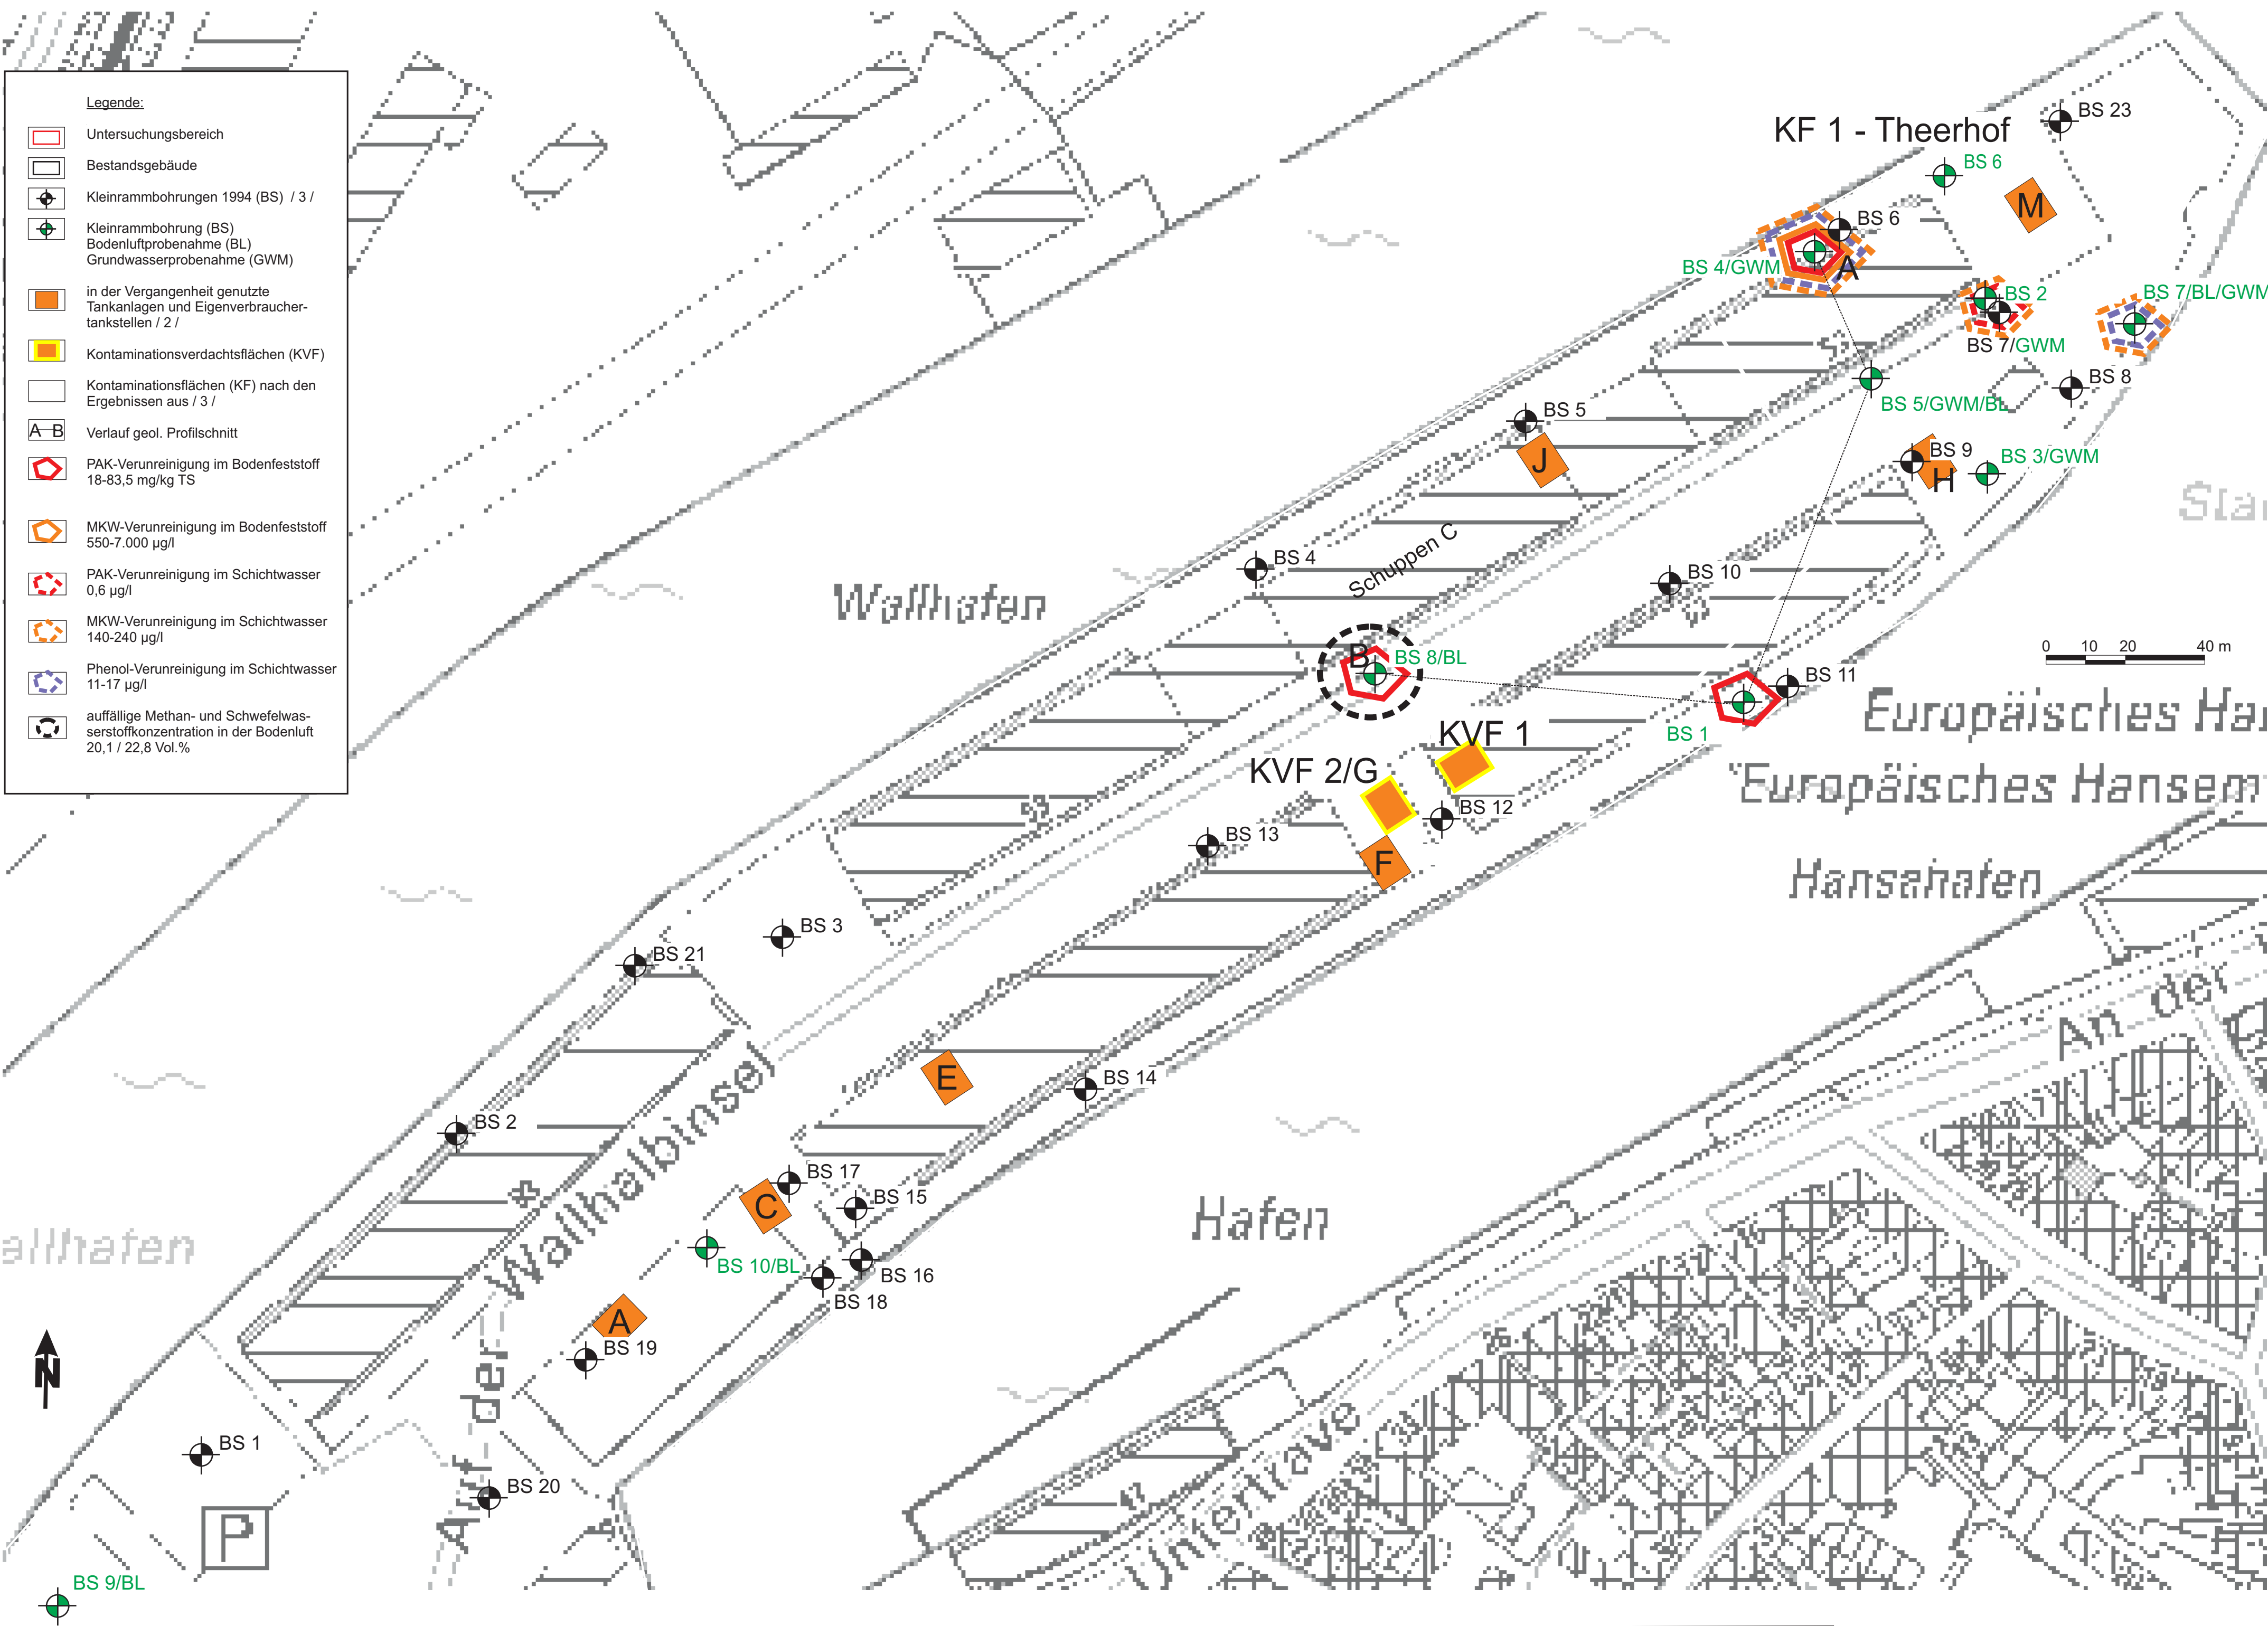 Legende:
Untersuchungsbereich
Bestandsgebäude
Kleinrammbohrungen 1994 (BS) / 3 /
Kleinrammbohrung (BS)
Bodenluftprobenahme (BL)
Grundwasserprobenahme (GWM)
in der Vergangenheit genutzte
Tankanlagen und Eigenverbraucher-
tankstellen / 2 /
Kontaminationsverdachtsflächen (KVF)
Kontaminationsflächen (KF) nach den
Ergebnissen aus / 3 /
A B
Verlauf geol. Profilschnitt
PAK-Verunreinigung im Bodenfeststoff
18-83,5 mg/kg TS
MKW-Verunreinigung im Bodenfeststoff
550-7.000 µg/l
PAK-Verunreinigung im Schichtwasser
0,6 µg/l
MKW-Verunreinigung im Schichtwasser
140-240 µg/l
Phenol-Verunreinigung im Schichtwasser
11-17 µg/l
auffällige Methan- und Schwefelwas-
serstoffkonzentration in der Bodenluft
20,1 / 22,8 Vol.%
BS 23
KF 1 - Theerhof
BS 6
M
BS 6
BS 4/GWM
A
BS 2
BS 7/BL/GWM
BS 7/GWM
BS 8
BS 5/GWM/BL
BS 5
J
BS 9
H
BS 3/GWM
Schuppen C
BS 4
BS 10
Wallhafen
0 10 20 40 m
B
BS 8/BL
BS 11
BS 1
Europäisches Ha
Europäisches Hansem
KVF 1
KVF 2/G
BS 12
BS 13
F
Hansahafen
BS 3
BS 21
An der
E
BS 14
BS 2
Wallhalbinsel
BS 17
C
BS 15
Hafen
allhafen
BS 10/BL
BS 16
BS 18
A
BS 19
N
Auf der
BS 1
BS 20
Untertrave
P
BS 9/BL